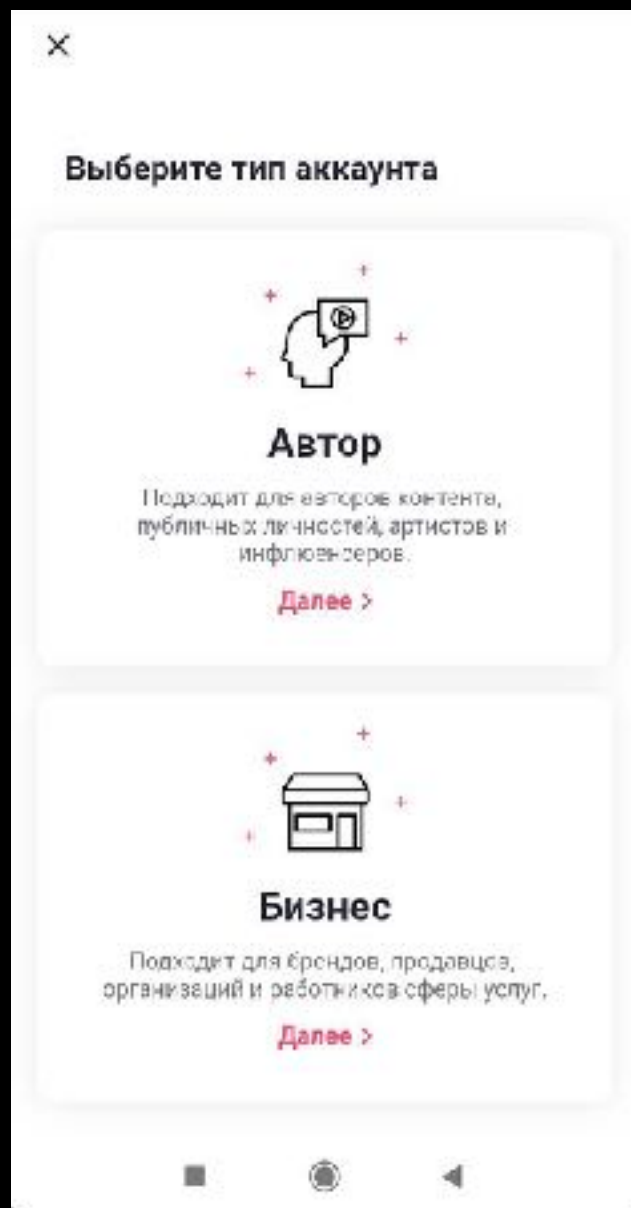 Выберите тип аккаунта
Автор
Подходит для авторов контента,
публичных личностей, артистов и
инфлюенсеров.
Далее >
Бизнес
Подходит для брендов, продавцов,
организаций и работников сферы услуг.
Далее >